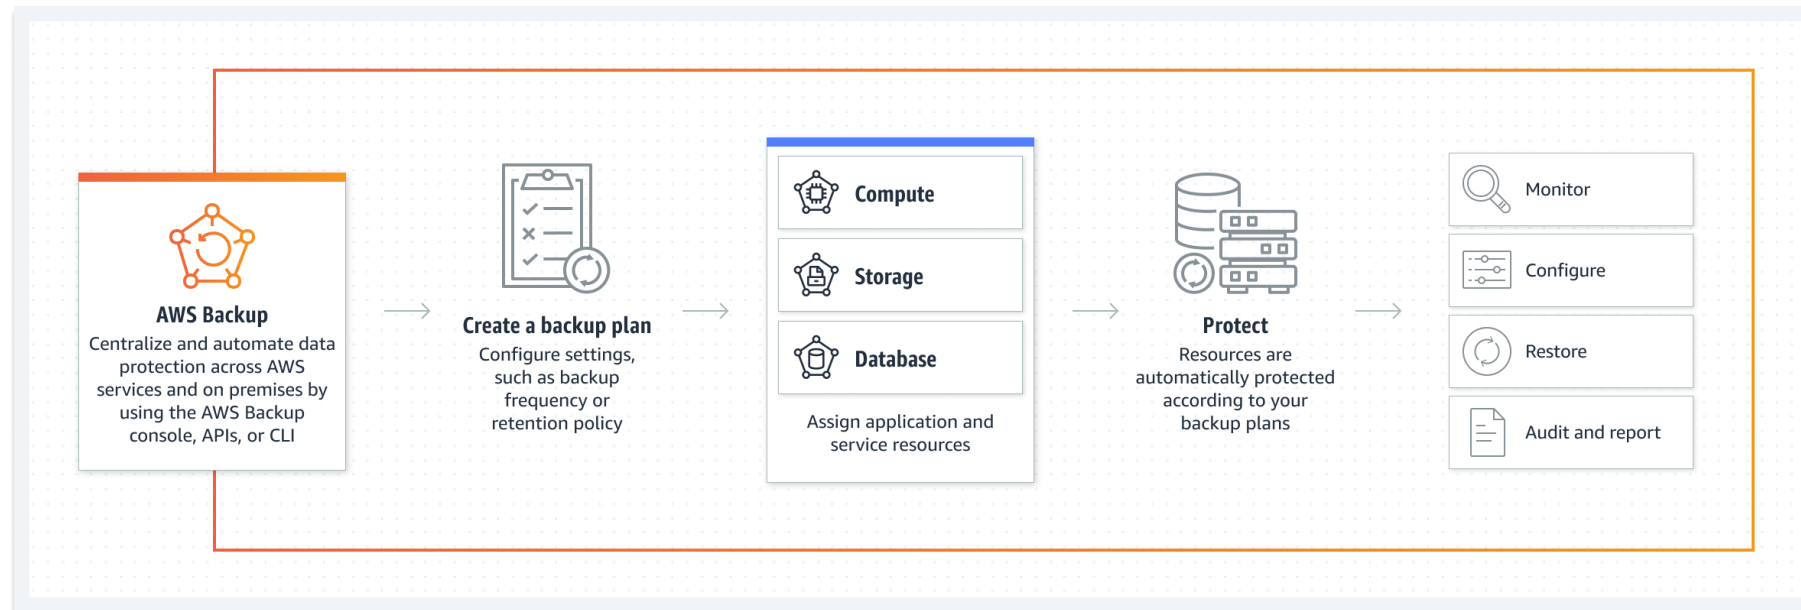 AWS Backup
Centralize and automate data
protection across AWS
services and on premises by
using the AWS Backup
console, APIs, or CLI
Create a backup plan
Configure settings,
such as backup
frequency or
retention policy
Compute
Storage
Database
Assign application and
service resources
Protect
Resources are
automatically protected
according to your
backup plans
Monitor
Configure
Restore
Audit and report